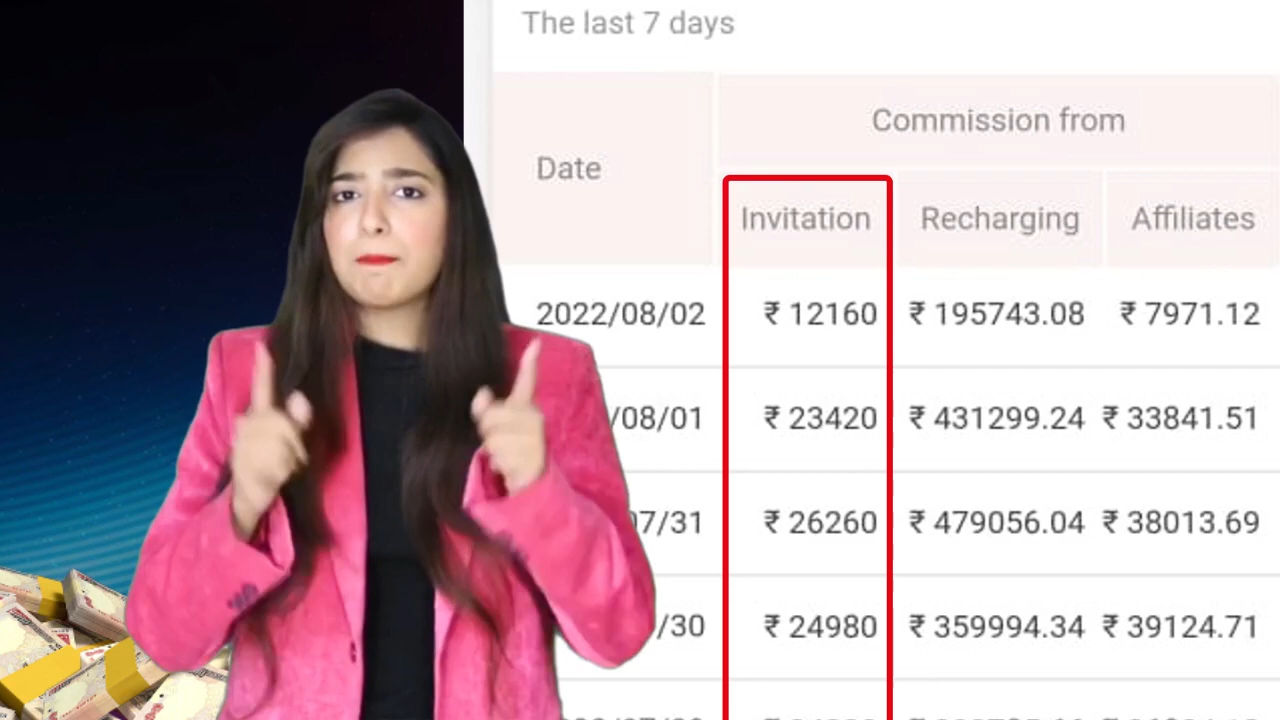 The last 7 days
Commission from
Date
Invitation Recharging Affiliates
2022/08/02 ₹ 12160 ₹ 195743.08 ₹ 7971.12
/08/01 ₹ 23420 ₹ 431299.24 ₹ 33841.51
07/31 ₹ 26260 ₹ 479056.04 ₹ 38013.69
/30 ₹ 24980 ₹ 359994.34 ₹ 39124.71